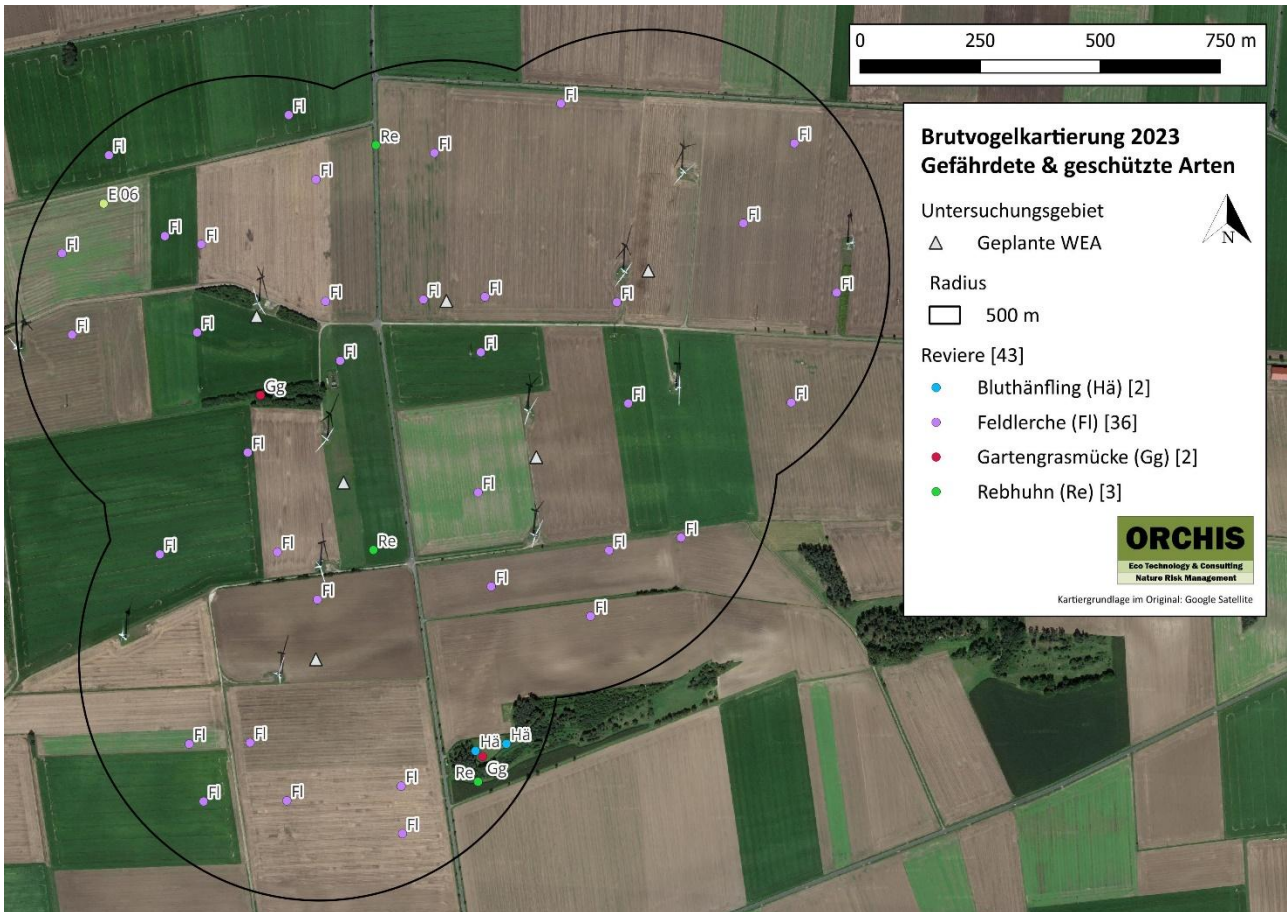 0 250 500 750 m
Brutvogelkartierung 2023
Gefährdete & geschützte Arten
Untersuchungsgebiet
Geplante WEA
N
Radius
500 m
Reviere [43]
Bluthänfling (Hä) [2]
Feldlerche (Fl) [36]
Gartengrasmücke (Gg) [2]
Rebhuhn (Re) [3]
ORCHIS
Eco Technology & Consulting
Nature Risk Management
Kartiergrundlage im Original: Google Satellite
Fl
Fl
Re
Fl
Fl
Fl
Fl
E 06
Fl
Fl
Fl
Fl
Fl
Fl
Fl
Fl
Fl
Fl
Fl
Fl
Fl
Gg
Fl
Fl
Fl
Fl
Fl
Re
Fl
Fl
Fl
Fl
Fl
Fl
Fl
Fl
Hä
Hä
Gg
Re
Fl
Fl
Fl
Fl